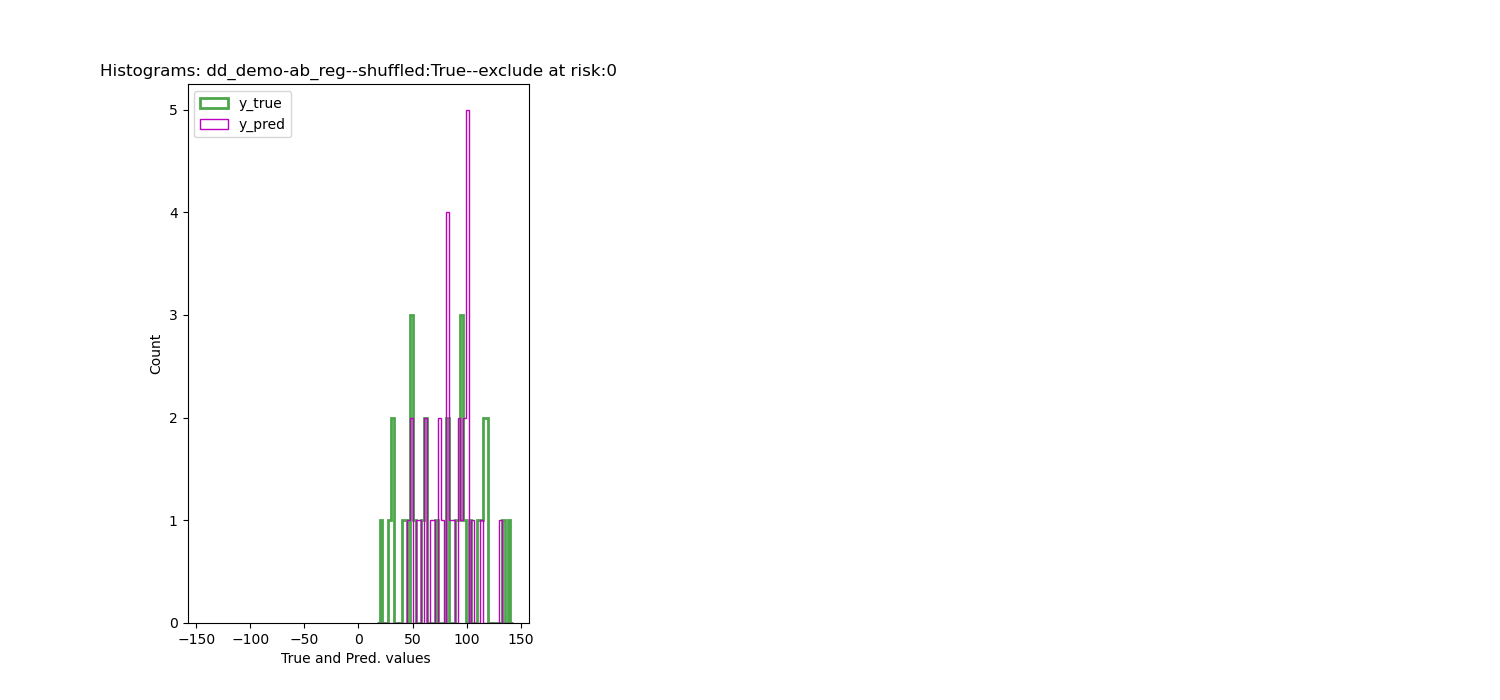 Histograms: dd_demo-ab_reg--shuffled:True--exclude at risk:0
y_true
y_pred
5
4
3
2
1
0
Count
−150 −100 −50 0 50 100 150
True and Pred. values